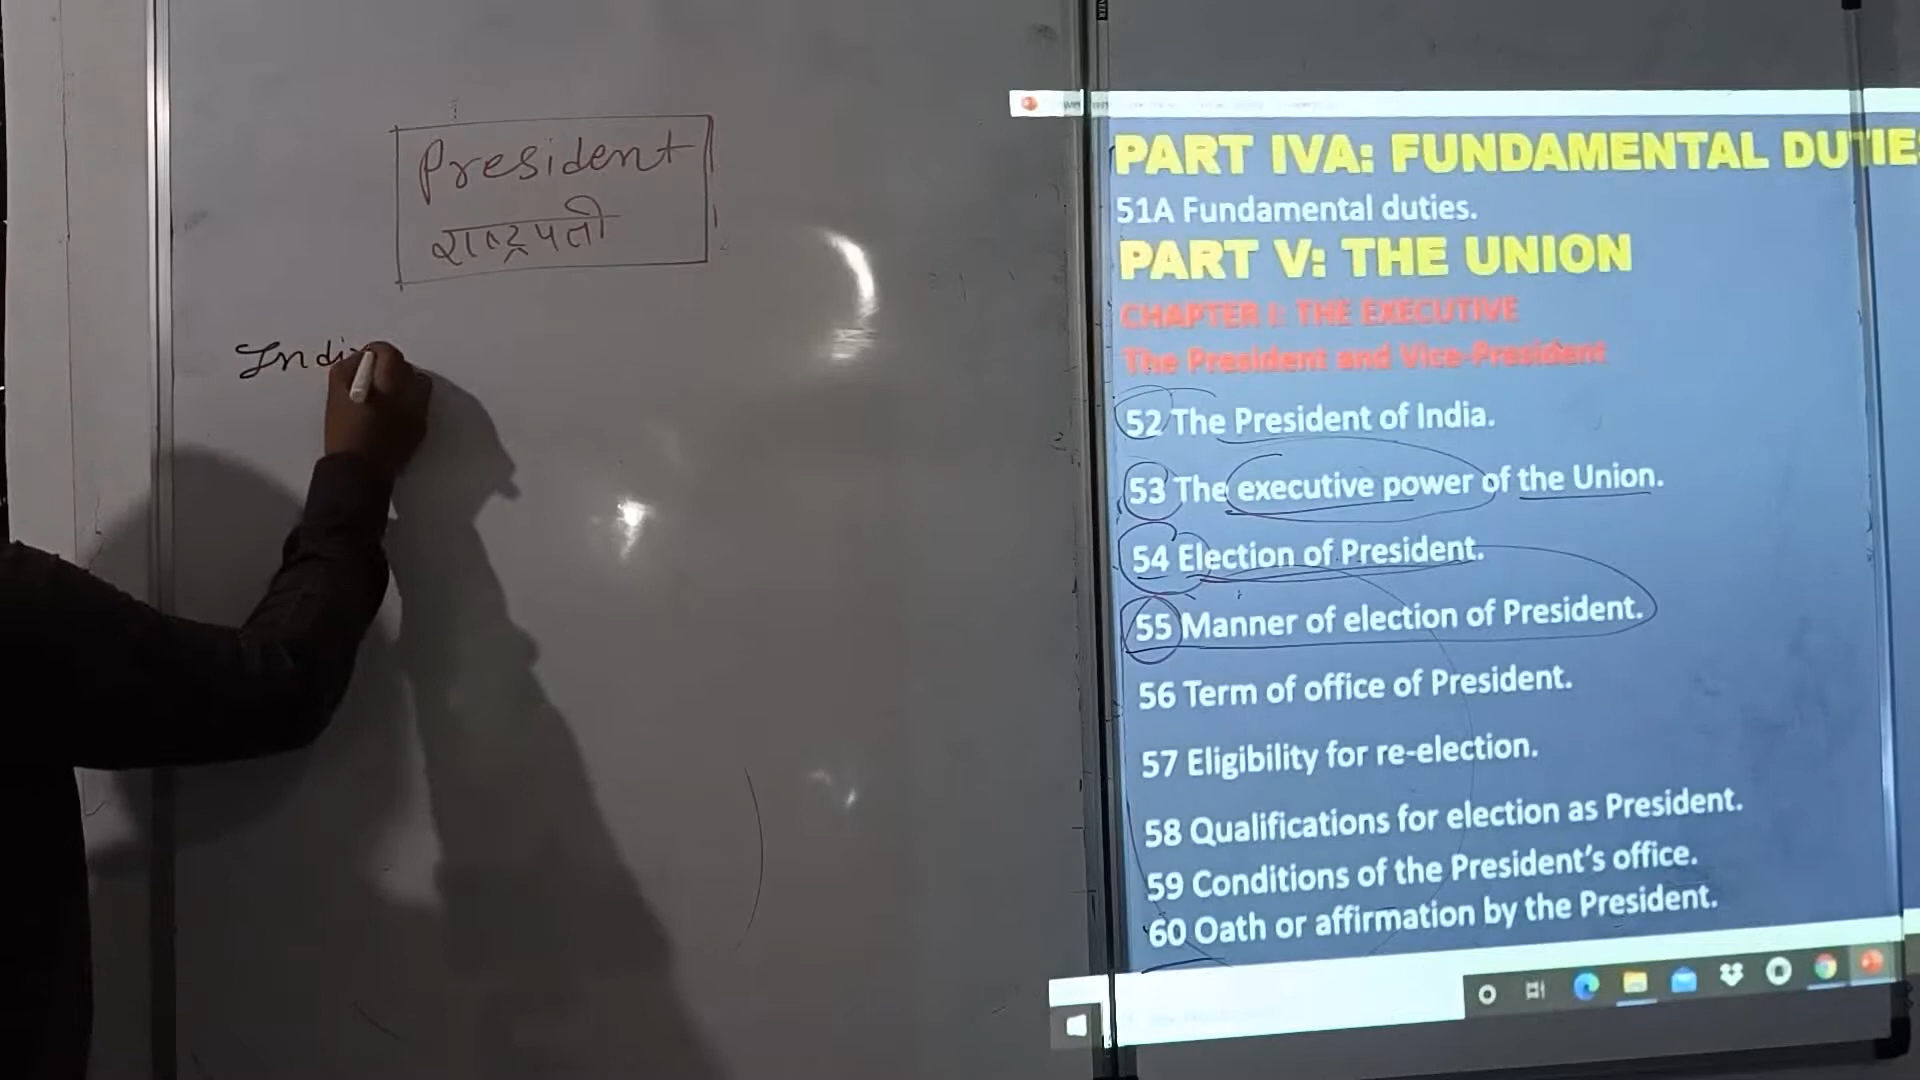 President
राष्ट्रपती
Indi
PART IVA: FUNDAMENTAL DUTIE
51A Fundamental duties.
PART V: THE UNION
CHAPTER I: THE EXECUTIVE
The President and Vice-President
52 The President of India.
53 The executive power of the Union.
54 Election of President.
55 Manner of election of President.
56 Term of office of President.
57 Eligibility for re-election.
58 Qualifications for election as President.
59 Conditions of the President's office.
60 Oath or affirmation by the President.